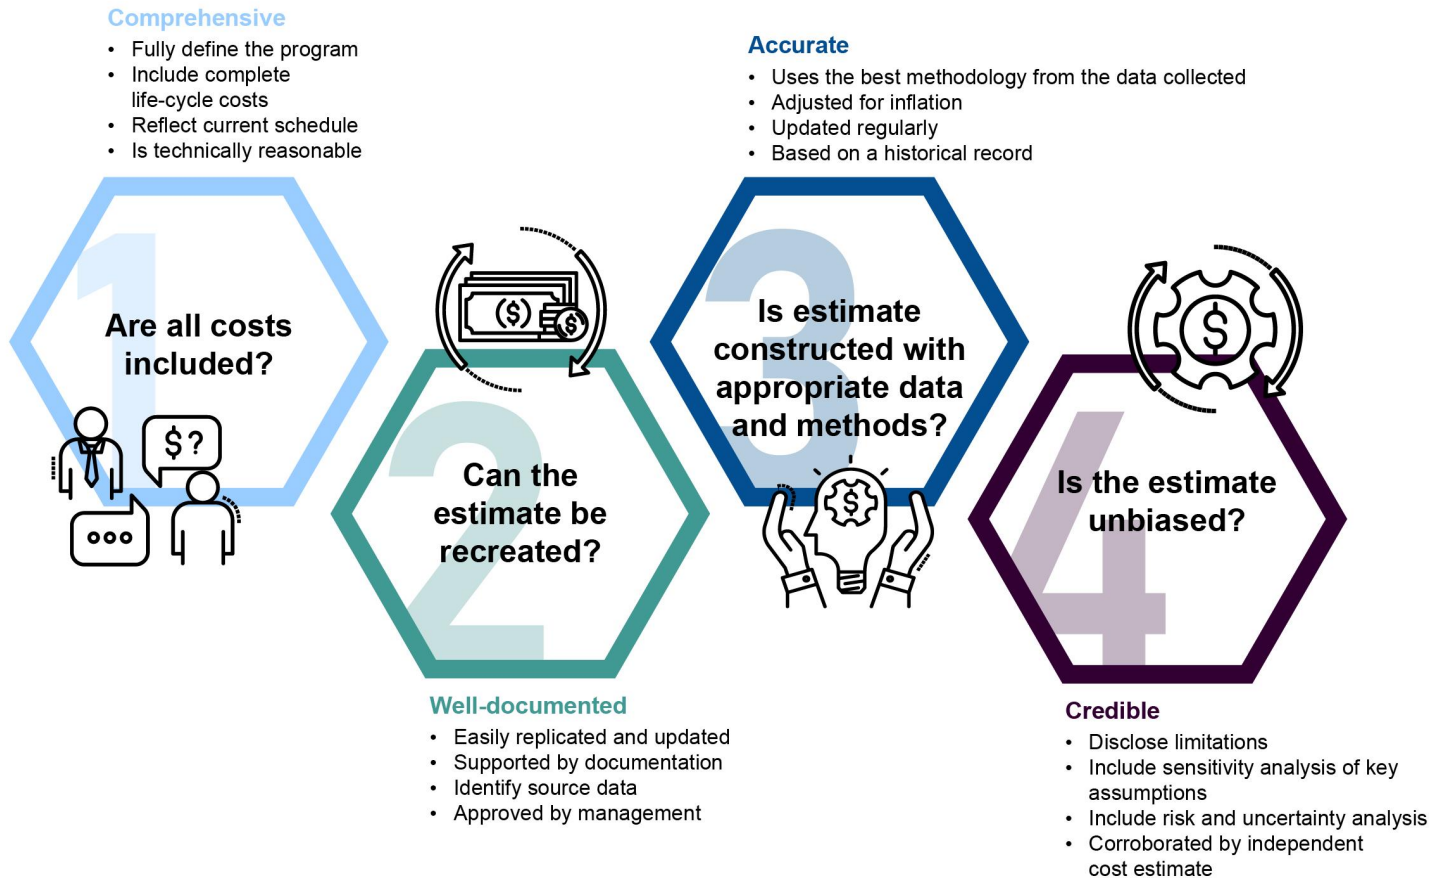 Comprehensive
• Fully define the program
• Include complete
life-cycle costs
• Reflect current schedule
• Is technically reasonable
1
Are all costs
included?
$?
Well-documented
• Easily replicated and updated
• Supported by documentation
• Identify source data
• Approved by management
2
Can the
estimate be
recreated?
($)
$
Accurate
• Uses the best methodology from the data collected
• Adjusted for inflation
• Updated regularly
• Based on a historical record
3
Is estimate
constructed with
appropriate data
and methods?
$
Credible
• Disclose limitations
• Include sensitivity analysis of key
assumptions
• Include risk and uncertainty analysis
• Corroborated by independent
cost estimate
4
Is the estimate
unbiased?
$